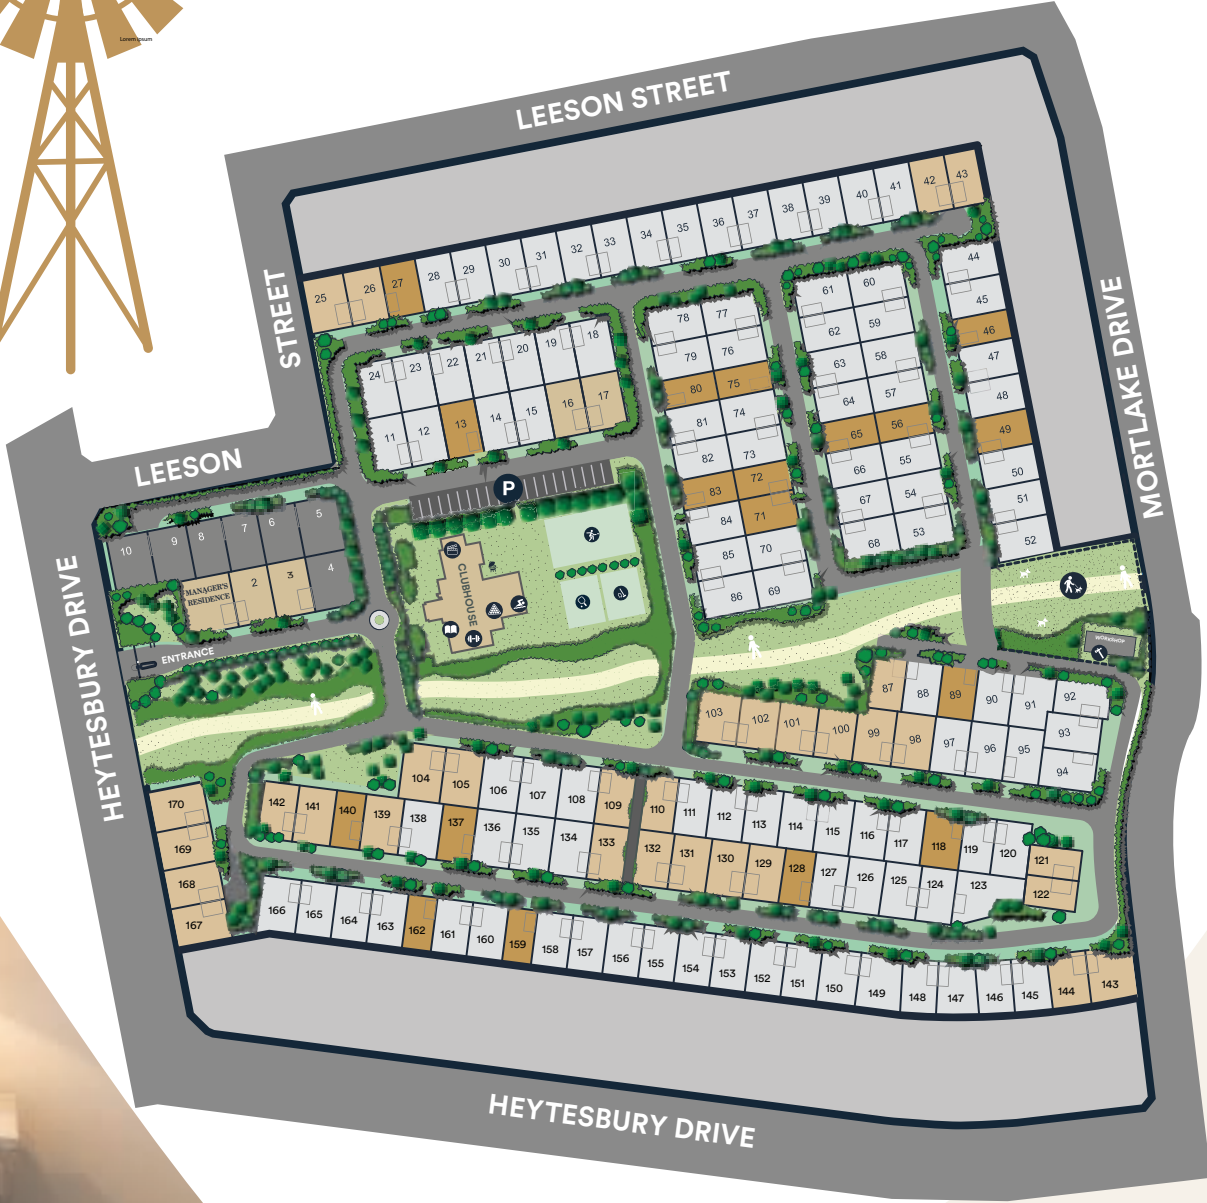 Lorem ipsum
LEESON STREET
STREET
LEESON
MORTLAKE DRIVE
HEYTESBURY DRIVE
25 26 27 28 29 30 31 32 33 34 35 36 37 38 39 40 41 42 43
44
45
46
47
48
49
50
51
52
24 23 22 21 20 19 18
11 12 13 14 15 16 17
78 77
79 76
80 75
81 74
82 73
83 72
84 71
85 70
86 69
61 60
62 59
63 58
64 57
65 56
66 55
67 54
68 53
P
10 9 8 7 6 5
MANAGER'S
RESIDENCE
2 3 4
ENTRANCE
CLUBHOUSE
WORKSHOP
87 88 89 90 91 92
103 102 101 100 99 98 97 96 95 93
94
104 105 106 107 108 109 110 111 112 113 114 115 116 117 118 119 120 121
142 141 140 139 138 137 136 135 134 133 132 131 130 129 128 127 126 125 124 123 122
170
169
168
167
166 165 164 163 162 161 160 159 158 157 156 155 154 153 152 151 150 149 148 147 146 145 144 143
HEYTESBURY DRIVE